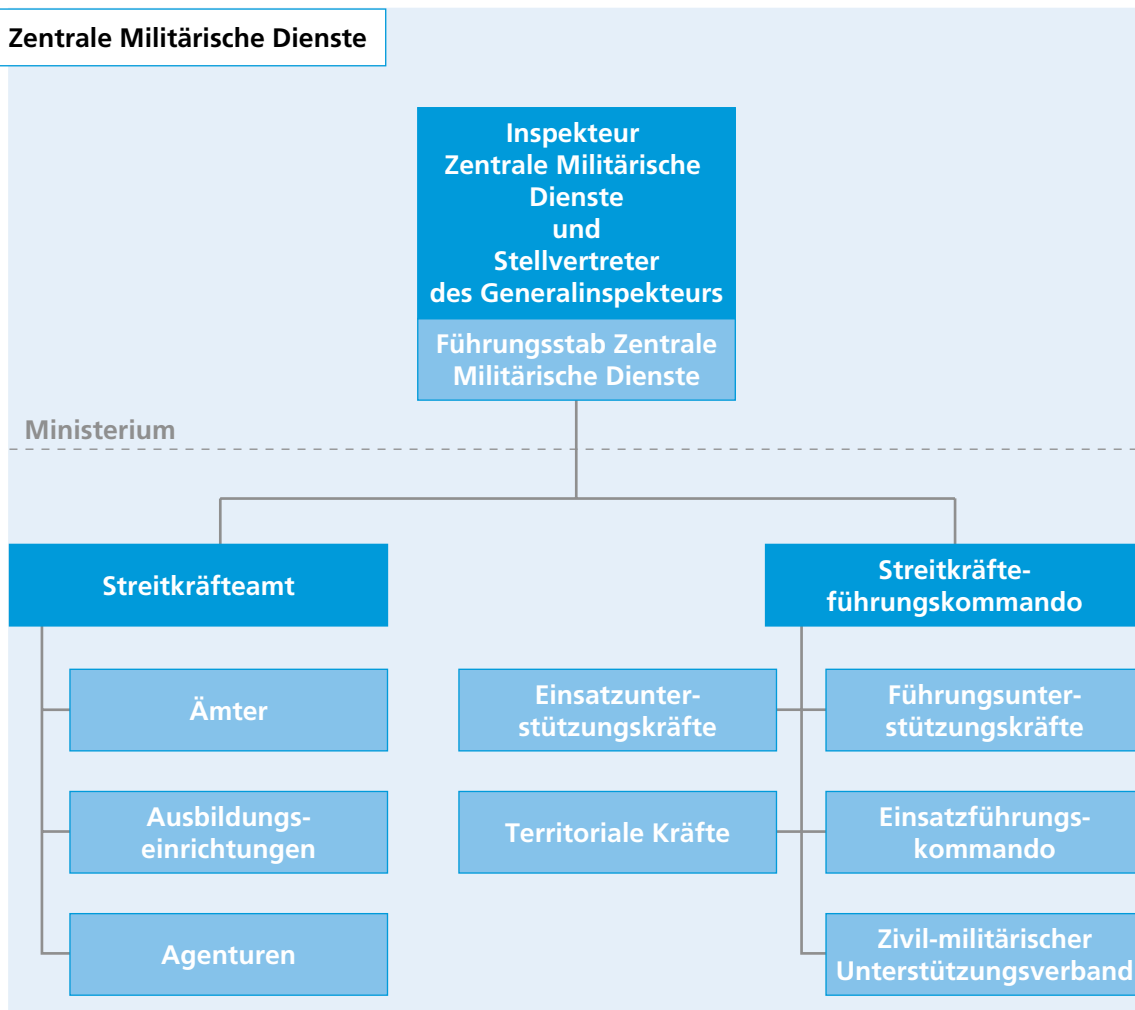 Zentrale Militärische Dienste
Inspekteur
Zentrale Militärische
Dienste
und
Stellvertreter
des Generalinspekteurs
Führungsstab Zentrale
Militärische Dienste
Ministerium
Streitkräfteamt
Streitkräfte-
führungskommando
Ämter
Einsatzunter-
stützungskräfte
Führungsunter-
stützungskräfte
Ausbildungs-
einrichtungen
Territoriale Kräfte
Einsatzführungs-
kommando
Agenturen
Zivil-militärischer
Unterstützungsverband